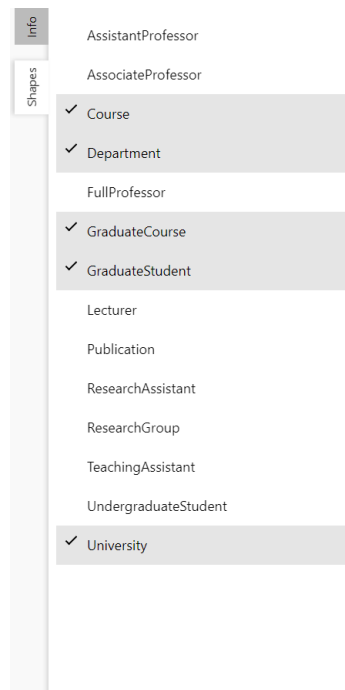 Info
Shapes
AssistantProfessor
AssociateProfessor
Course
Department
FullProfessor
GraduateCourse
GraduateStudent
Lecturer
Publication
ResearchAssistant
ResearchGroup
TeachingAssistant
UndergraduateStudent
University